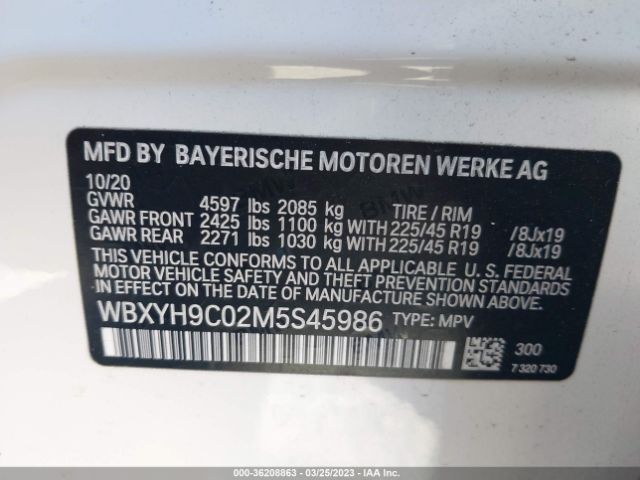 MFD BY BAYERISCHE MOTOREN WERKE AG
10/20
GVWR 4597 lbs 2085 kg TIRE / RIM
GAWR FRONT 2425 lbs 1100 kg WITH 225/45 R19 /8Jx19
GAWR REAR 2271 lbs 1030 kg WITH 225/45 R19 /8Jx19
THIS VEHICLE CONFORMS TO ALL APPLICABLE U. S. FEDERAL
MOTOR VEHICLE SAFETY AND THEFT PREVENTION STANDARDS
IN EFFECT ON THE DATE OF MANUFACTURE SHOWN ABOVE.
WBXYH9C02M5S45986 TYPE: MPV
300
7 320 730
000-36208863 // 03/25/2023 // IAA